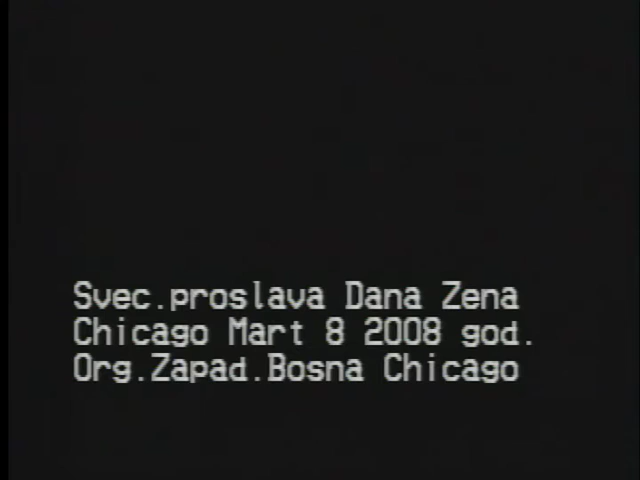 Svec.proslava Dana Zena
Chicago Mart 8 2008 god.
Org.Zapad.Bosna Chicago